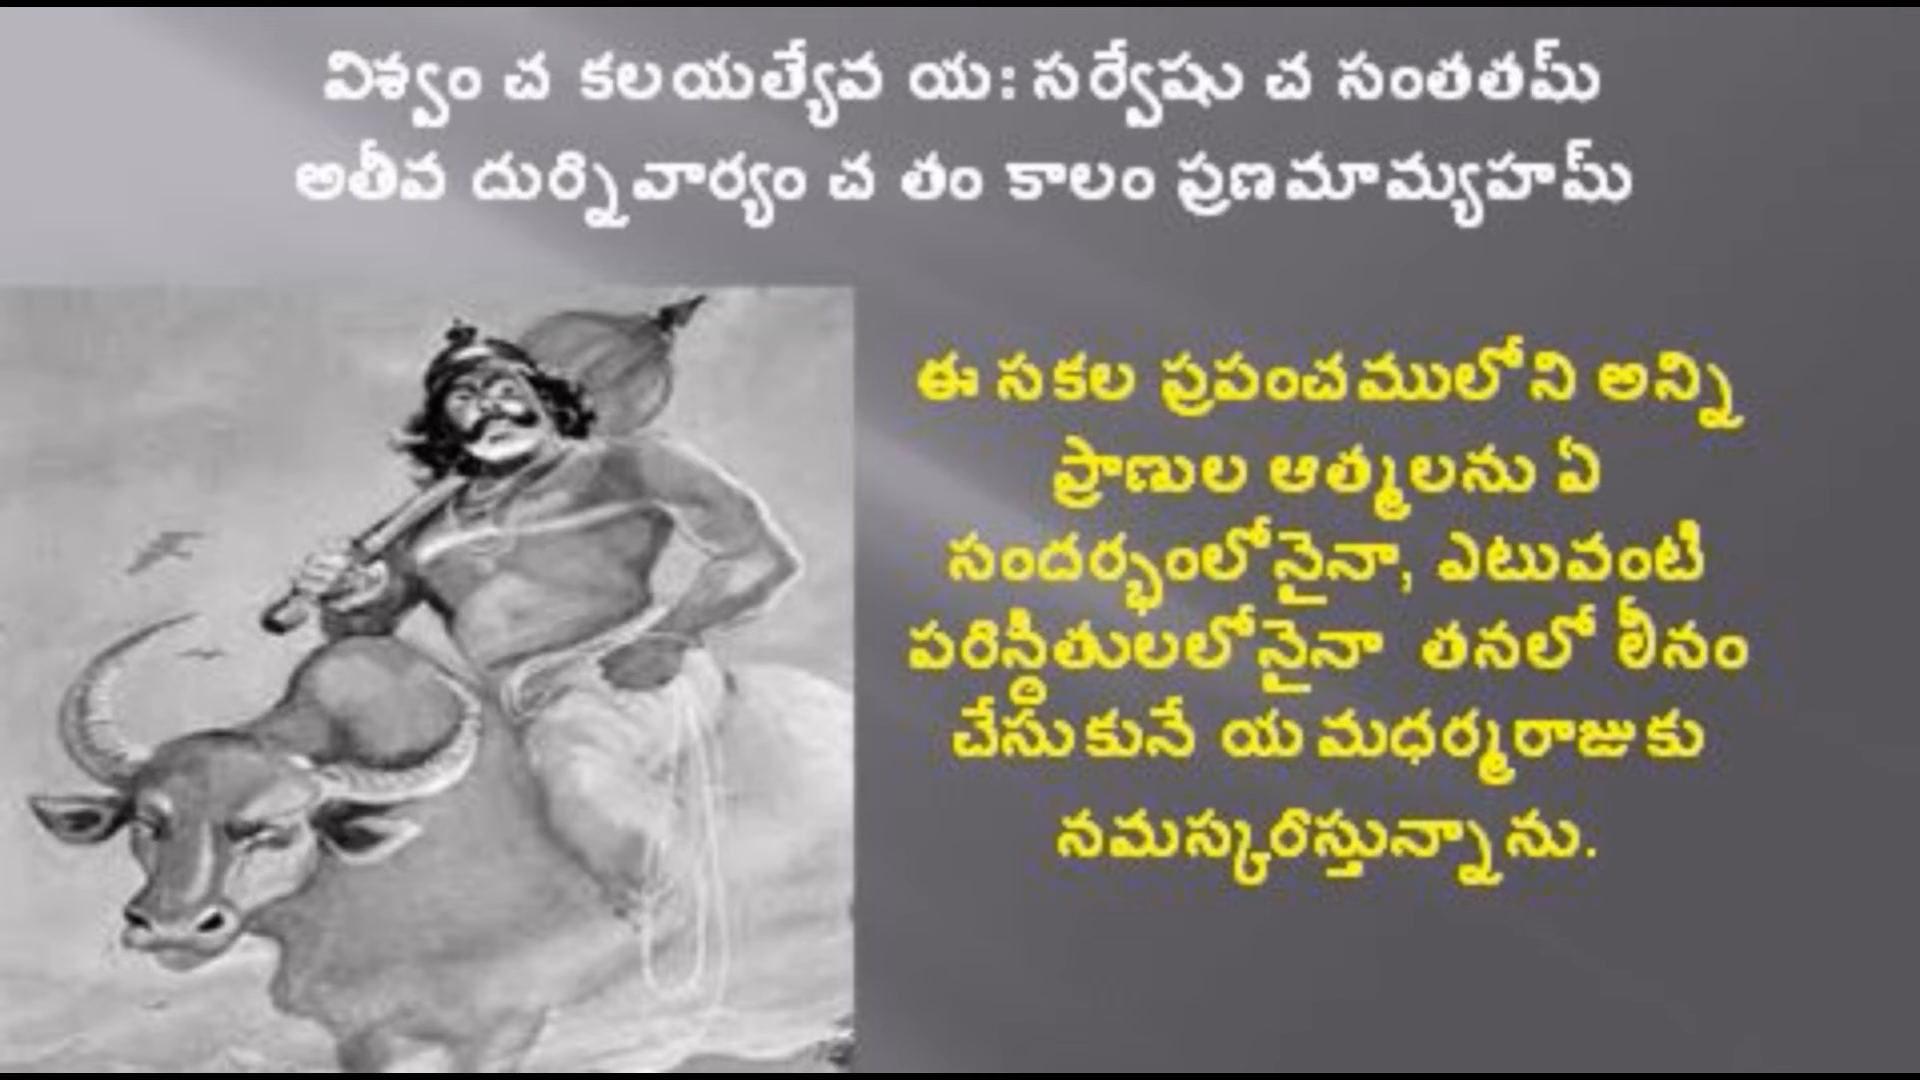 విశ్వం చ కలయత్యేవ యః సర్వేషు చ సంతతమ్
అతీవ దుర్నివార్యం చ తం కాలం ప్రణమామ్యహమ్
ఈ సకల ప్రపంచములోని అన్ని
ప్రాణుల ఆత్మలను ఏ
సందర్భంలోనైనా, ఎటువంటి
పరిస్థితులలోనైనా తనలో లీనం
చేసుకునే యమధర్మరాజుకు
నమస్కరిస్తున్నాను.